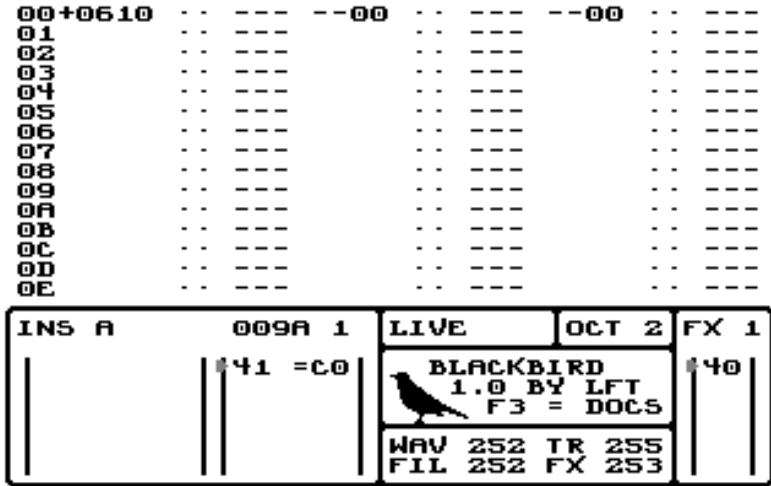 00+0610 -- --- --00 -- --- --00 -- ---
01 -- --- -- --- -- ---
02 -- --- -- --- -- ---
03 -- --- -- --- -- ---
04 -- --- -- --- -- ---
05 -- --- -- --- -- ---
06 -- --- -- --- -- ---
07 -- --- -- --- -- ---
08 -- --- -- --- -- ---
09 -- --- -- --- -- ---
0A -- --- -- --- -- ---
0B -- --- -- --- -- ---
0C -- --- -- --- -- ---
0D -- --- -- --- -- ---
0E -- --- -- --- -- ---
INS A 009A 1 LIVE OCT 2 FX 1
41 =C0 BLACKBIRD 40
1.0 BY LFT
F3 = DOCS
WAV 252 TR 255
FIL 252 FX 253